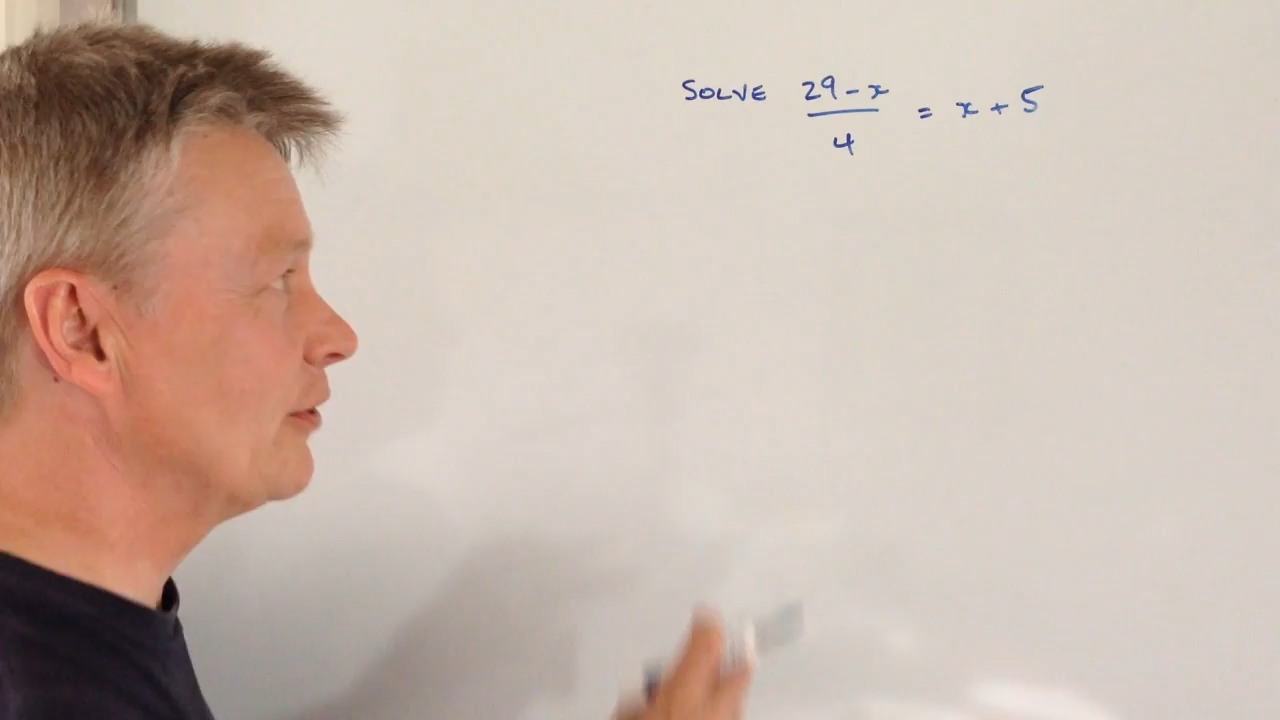 SOLVE 29-x/4 = x + 5